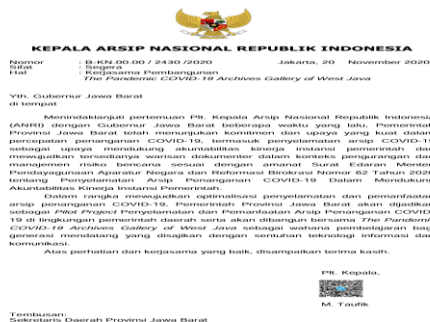 KEPALA ARSIP NASIONAL REPUBLIK INDONESIA
Nomor : B-KN.00.00 / 2430 /2020 Jakarta, 20 November 2020
Sifat : Segera
Hal : Kerjasama Pembangunan
The Pandemic COVID-19 Archives Gallery of West Java
Yth. Gubernur Jawa Barat
di tempat
Menindaklanjuti pertemuan Plt. Kepala Arsip Nasional Republik Indonesia
(ANRI) dengan Gubernur Jawa Barat beberapa waktu yang lalu, Pemerintah
Provinsi Jawa Barat telah menunjukan komitmen dan upaya yang kuat dalam
percepatan penanganan COVID-19, termasuk penyelamatan arsip COVID-1
sebagai upaya mendukung akuntabilitas kinerja instansi pemerintah dan
mewujudkan tersedianya warisan dokumenter dalam konteks pengurangan dan
manajemen risiko bencana sesuai dengan amanat Surat Edaran Menteri
Pendayagunaan Aparatur Negara dan Reformasi Birokrasi Nomor 62 Tahun 2020
tentang Penyelamatan Arsip Penanganan COVID-19 Dalam Mendukung
Akuntabilitas Kinerja Instansi Pemerintah.
Dalam rangka mewujudkan optimalisasi penyelamatan dan pemanfaatan
arsip penanganan COVID-19, Pemerintah Provinsi Jawa Barat akan dijadikan
sebagai Pilot Project Penyelamatan dan Pemanfaatan Arsip Penanganan COVID-
19 di lingkungan pemerintah daerah serta akan dibangun bersama The Pandemic
COVID-19 Archives Gallery of West Java sebagai wahana pembelajaran bagi
generasi mendatang yang disajikan dengan sentuhan teknologi informasi dan
komunikasi.
Atas perhatian dan kerjasama yang baik, disampaikan terima kasih.
Plt. Kepala,
M. Taufik
Tembusan:
Sekretaris Daerah Provinsi Jawa Barat